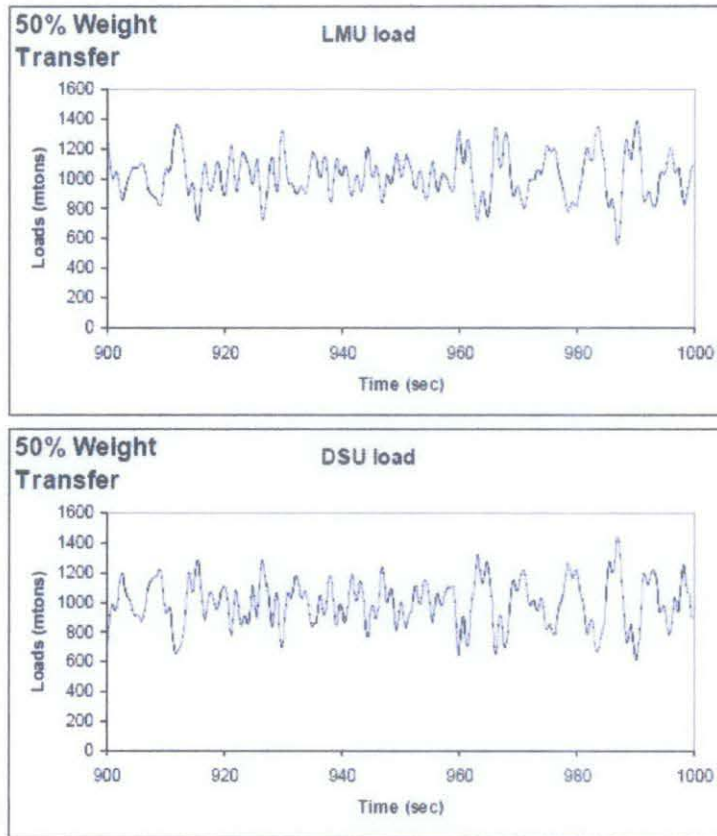 50% Weight
Transfer
LMU load
1600
1400
1200
1000
800
600
400
200
0
Loads (mtons)
900 920 940 960 980 1000
Time (sec)
50% Weight
Transfer
DSU load
1600
1400
1200
1000
800
600
400
200
0
Loads (mtons)
900 920 940 960 980 1000
Time (sec)